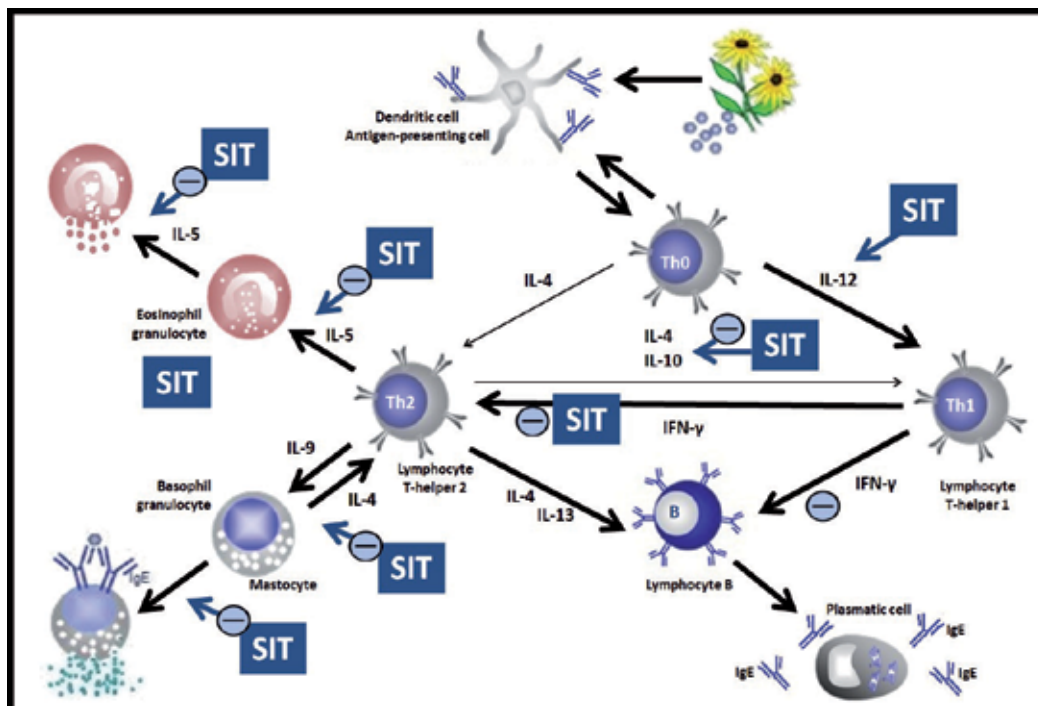 Dendritic cell
Antigen-presenting cell
SIT
SIT
IL-5
SIT
Th0
IL-4
IL-12
Eosinophil
granulocyte
IL-5
IL-4
IL-10
SIT
SIT
Th2
SIT
Th1
IFN-γ
IL-9
Lymphocyte
T-helper 2
Basophil
granulocyte
IL-4
IL-4
IL-13
IFN-γ
Lymphocyte
T-helper 1
B
IgE
Mastocyte
SIT
Lymphocyte B
SIT
Plasmatic cell
IgE
IgE
IgE